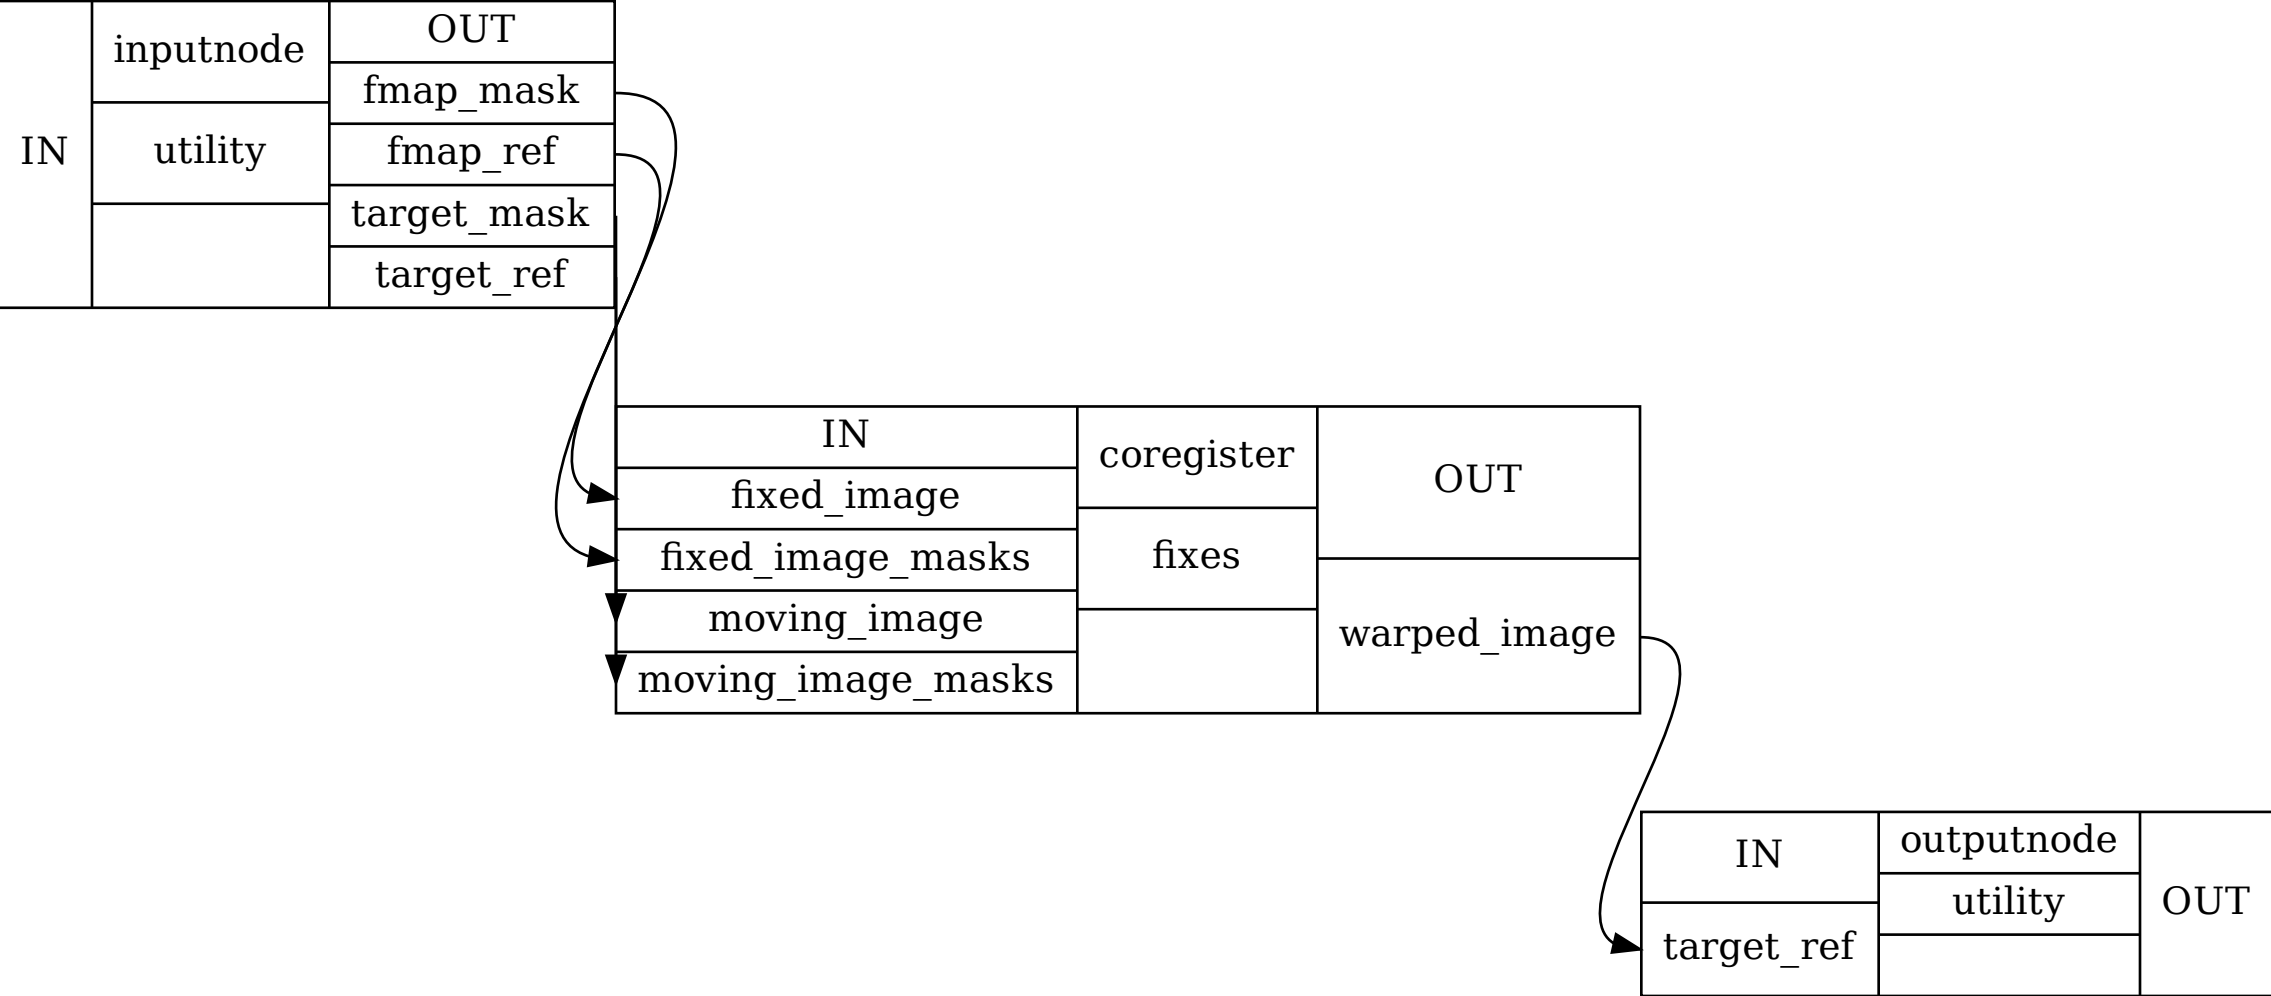 IN
inputnode
utility
OUT
fmap_mask
fmap_ref
target_mask
target_ref
IN
fixed_image
fixed_image_masks
moving_image
moving_image_masks
coregister
fixes
OUT
warped_image
IN
target_ref
outputnode
utility
OUT